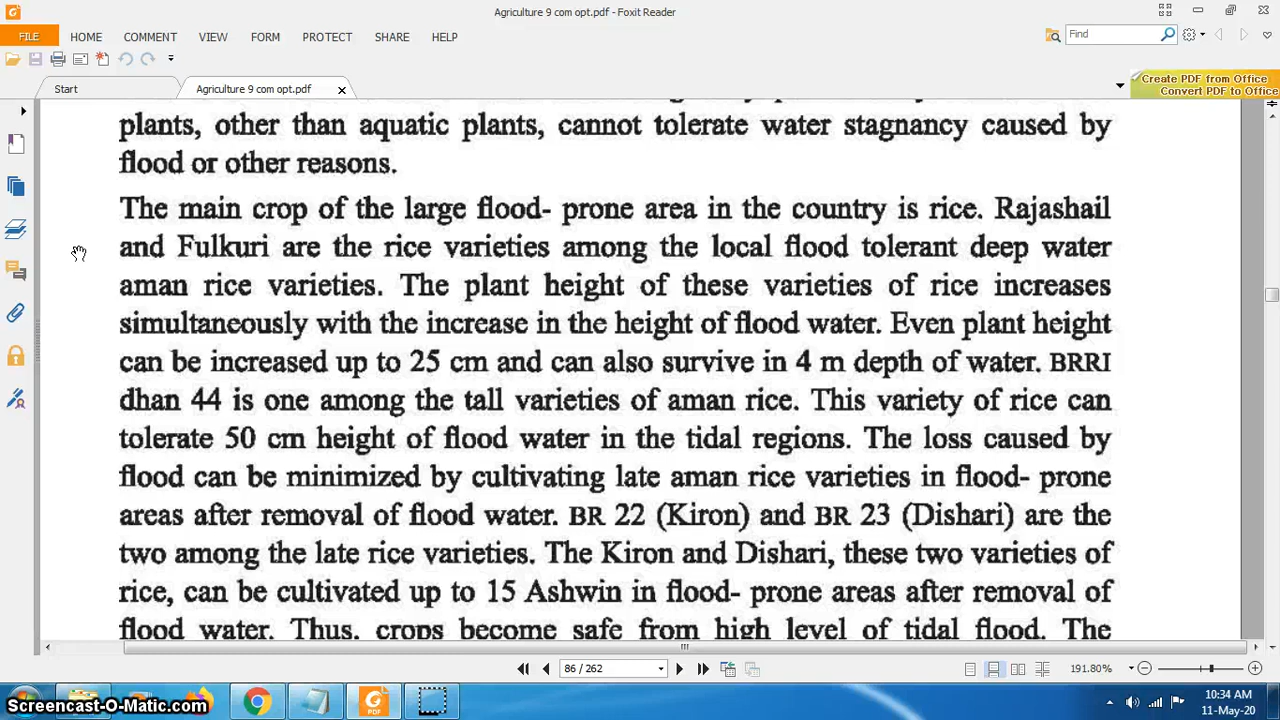 Agriculture 9 com opt.pdf - Foxit Reader
FILE HOME COMMENT VIEW FORM PROTECT SHARE HELP Find
Start Agriculture 9 com opt.pdf
Create PDF from Office
Convert PDF to Office
plants, other than aquatic plants, cannot tolerate water stagnancy caused by
flood or other reasons.
The main crop of the large flood- prone area in the country is rice. Rajashail
and Fulkuri are the rice varieties among the local flood tolerant deep water
aman rice varieties. The plant height of these varieties of rice increases
simultaneously with the increase in the height of flood water. Even plant height
can be increased up to 25 cm and can also survive in 4 m depth of water. BRRI
dhan 44 is one among the tall varieties of aman rice. This variety of rice can
tolerate 50 cm height of flood water in the tidal regions. The loss caused by
flood can be minimized by cultivating late aman rice varieties in flood- prone
areas after removal of flood water. BR 22 (Kiron) and BR 23 (Dishari) are the
two among the late rice varieties. The Kiron and Dishari, these two varieties of
rice, can be cultivated up to 15 Ashwin in flood- prone areas after removal of
flood water. Thus, crops become safe from high level of tidal flood. The
86 / 262 191.80%
PDF
Screencast-O-Matic.com
10:34 AM
11-May-20